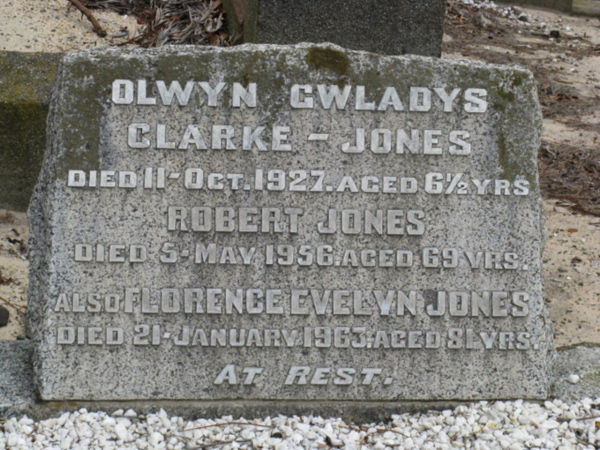 OLWYN GWLADYS
CLARKE - JONES
DIED 11-OCT.1927.AGED 6½ YRS
ROBERT JONES
DIED 5-MAY 1956.AGED 69 YRS.
ALSO FLORENCE EVELYN JONES
DIED 21-JANUARY 1963.AGED 81 YRS.
AT REST.